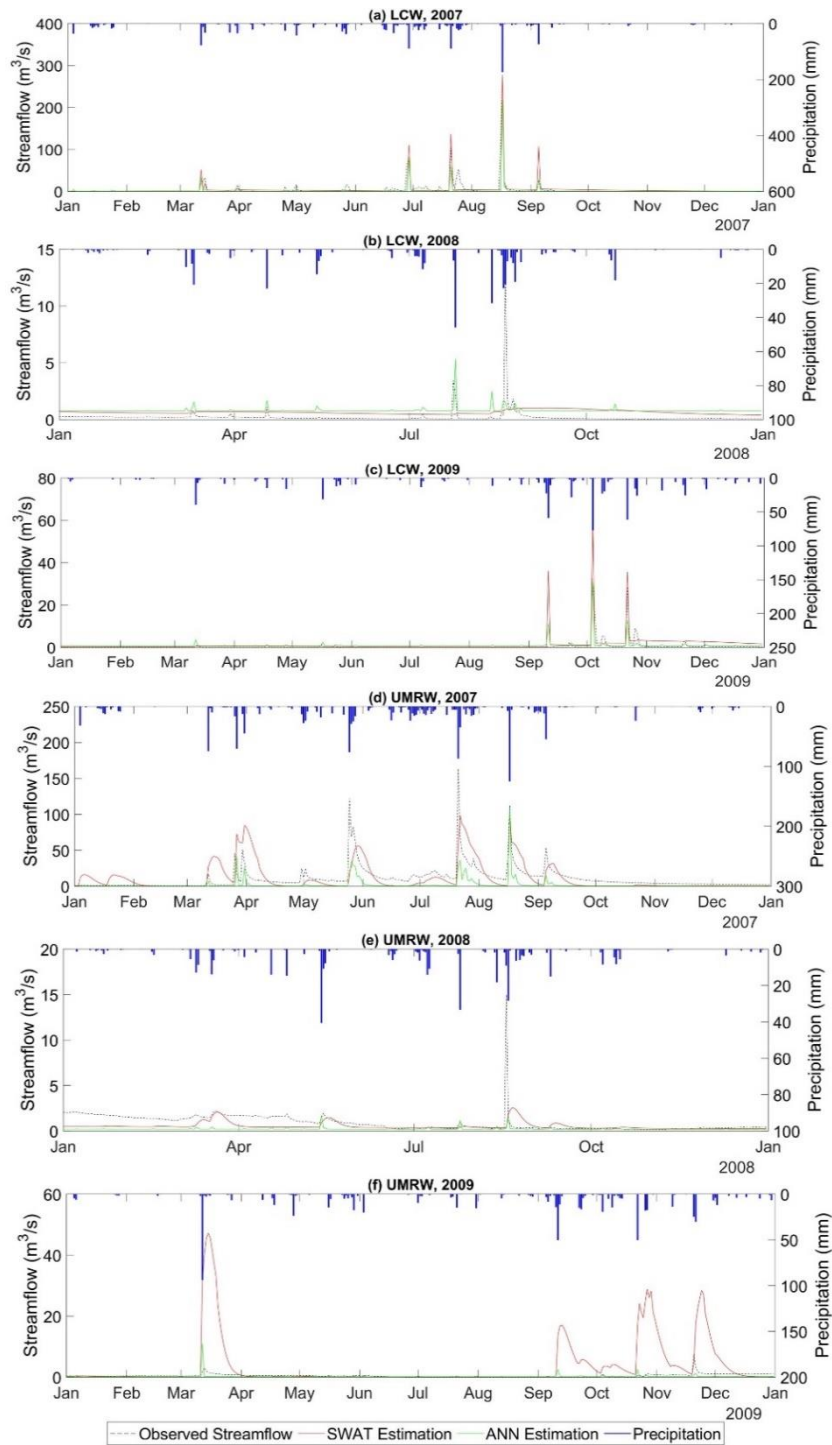 (a) LCW, 2007
Streamflow (m³/s)
400
300
200
100
0
0
200
400
600
Precipitation (mm)
Jan Feb Mar Apr May Jun Jul Aug Sep Oct Nov Dec Jan
2007
(b) LCW, 2008
Streamflow (m³/s)
15
10
5
0
0
20
40
60
80
100
Precipitation (mm)
Jan Apr Jul Oct Jan
2008
(c) LCW, 2009
Streamflow (m³/s)
80
60
40
20
0
0
50
100
150
200
250
Precipitation (mm)
Jan Feb Mar Apr May Jun Jul Aug Sep Oct Nov Dec Jan
2009
(d) UMRW, 2007
Streamflow (m³/s)
250
200
150
100
50
0
0
100
200
300
Precipitation (mm)
Jan Feb Mar Apr May Jun Jul Aug Sep Oct Nov Dec Jan
2007
(e) UMRW, 2008
Streamflow (m³/s)
20
15
10
5
0
0
20
40
60
80
100
Precipitation (mm)
Jan Apr Jul Oct Jan
2008
(f) UMRW, 2009
Streamflow (m³/s)
60
40
20
0
0
50
100
150
200
Precipitation (mm)
Jan Feb Mar Apr May Jun Jul Aug Sep Oct Nov Dec Jan
2009
Observed Streamflow SWAT Estimation ANN Estimation Precipitation